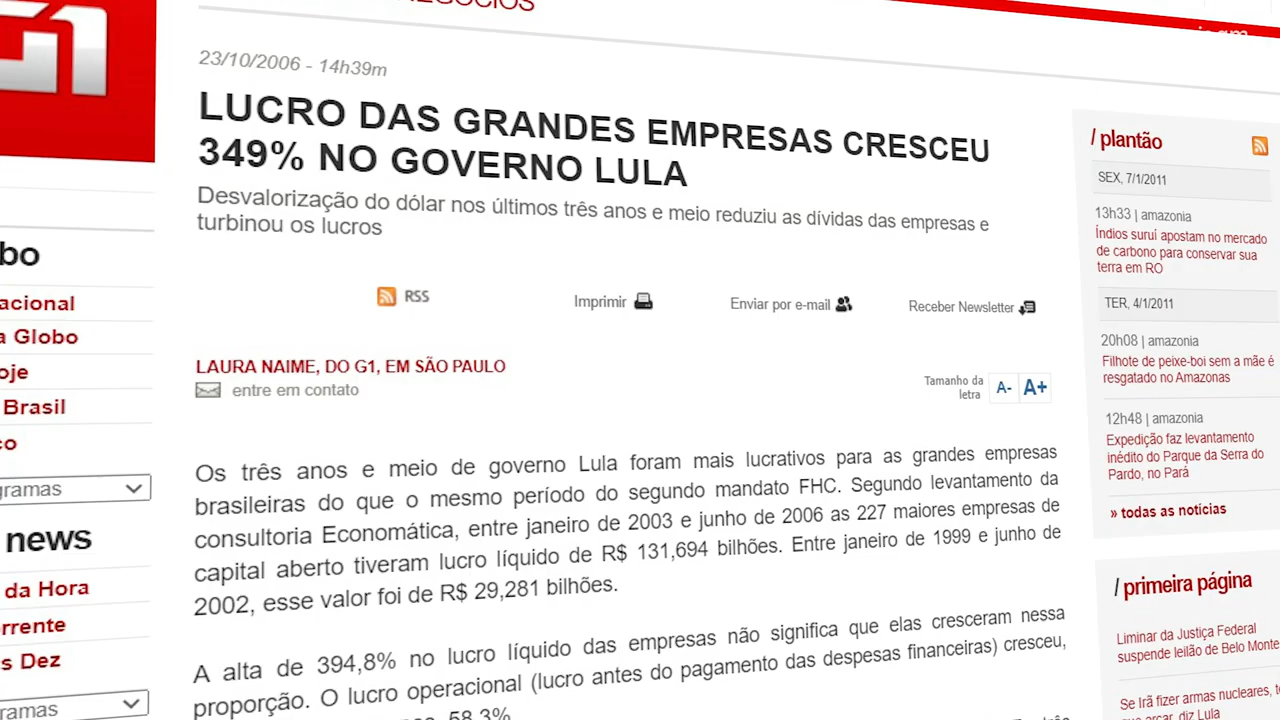 G1
NEGÓCIOS
23/10/2006 - 14h39m
LUCRO DAS GRANDES EMPRESAS CRESCEU
349% NO GOVERNO LULA
Desvalorização do dólar nos últimos três anos e meio reduziu as dívidas das empresas e
turbinou os lucros
RSS
Imprimir
Enviar por e-mail
Receber Newsletter
LAURA NAIME, DO G1, EM SÃO PAULO
entre em contato
Tamanho da
letra
A-
A+
Os três anos e meio de governo Lula foram mais lucrativos para as grandes empresas
brasileiras do que o mesmo período do segundo mandato FHC. Segundo levantamento da
consultoria Economática, entre janeiro de 2003 e junho de 2006 as 227 maiores empresas de
capital aberto tiveram lucro líquido de R$ 131,694 bilhões. Entre janeiro de 1999 e junho de
2002, esse valor foi de R$ 29,281 bilhões.
A alta de 394,8% no lucro líquido das empresas não significa que elas cresceram nessa
proporção. O lucro operacional (lucro antes do pagamento das despesas financeiras) cresceu,
58,3%
bo
acional
a Globo
oje
Brasil
co
gramas
news
da Hora
orrente
s Dez
ramas
/ plantão
SEX, 7/1/2011
13h33 | amazonia
Índios suruí apostam no mercado
de carbono para conservar sua
terra em RO
TER, 4/1/2011
20h08 | amazonia
Filhote de peixe-boi sem a mãe é
resgatado no Amazonas
12h48 | amazonia
Expedição faz levantamento
inédito do Parque da Serra do
Pardo, no Pará
» todas as notícias
/ primeira página
Liminar da Justiça Federal
suspende leilão de Belo Monte
Se Irã fizer armas nucleares, t
que arcar, diz Lula